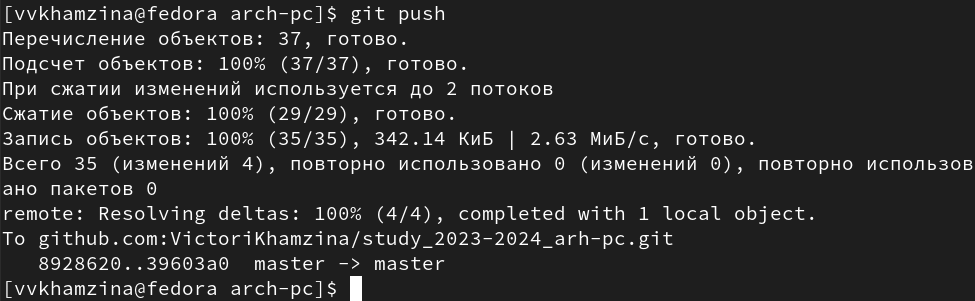 [vvkhamzina@fedora arch-pc]$ git push
Перечисление объектов: 37, готово.
Подсчет объектов: 100% (37/37), готово.
При сжатии изменений используется до 2 потоков
Сжатие объектов: 100% (29/29), готово.
Запись объектов: 100% (35/35), 342.14 КиБ | 2.63 МиБ/с, готово.
Всего 35 (изменений 4), повторно использовано 0 (изменений 0), повторно использов
ано пакетов 0
remote: Resolving deltas: 100% (4/4), completed with 1 local object.
To github.com:VictoriKhamzina/study_2023-2024_arh-pc.git
   8928620..39603a0  master -> master
[vvkhamzina@fedora arch-pc]$